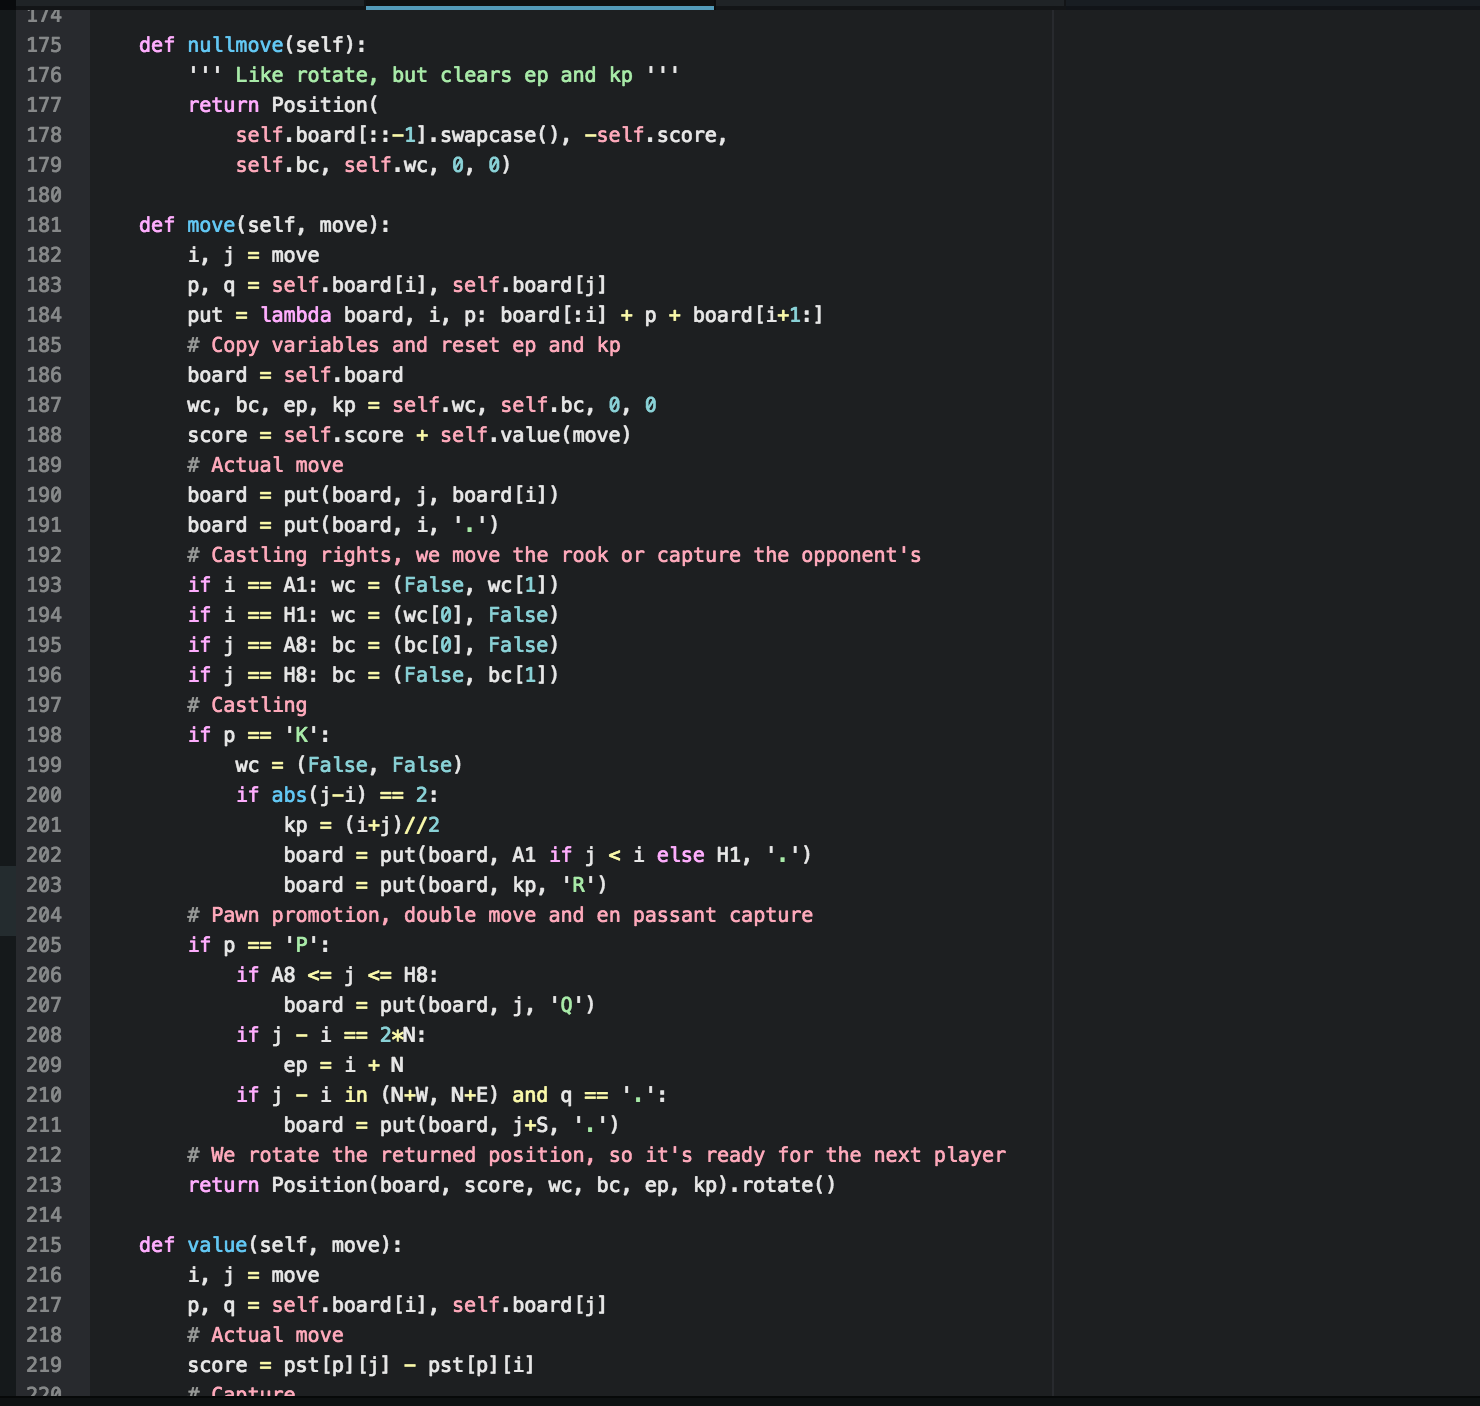 174
175     def nullmove(self):
176         ''' Like rotate, but clears ep and kp '''
177         return Position(
178             self.board[::-1].swapcase(), -self.score,
179             self.bc, self.wc, 0, 0)
180
181     def move(self, move):
182         i, j = move
183         p, q = self.board[i], self.board[j]
184         put = lambda board, i, p: board[:i] + p + board[i+1:]
185         # Copy variables and reset ep and kp
186         board = self.board
187         wc, bc, ep, kp = self.wc, self.bc, 0, 0
188         score = self.score + self.value(move)
189         # Actual move
190         board = put(board, j, board[i])
191         board = put(board, i, '.')
192         # Castling rights, we move the rook or capture the opponent's
193         if i == A1: wc = (False, wc[1])
194         if i == H1: wc = (wc[0], False)
195         if j == A8: bc = (bc[0], False)
196         if j == H8: bc = (False, bc[1])
197         # Castling
198         if p == 'K':
199             wc = (False, False)
200             if abs(j-i) == 2:
201                 kp = (i+j)//2
202                 board = put(board, A1 if j < i else H1, '.')
203                 board = put(board, kp, 'R')
204         # Pawn promotion, double move and en passant capture
205         if p == 'P':
206             if A8 <= j <= H8:
207                 board = put(board, j, 'Q')
208             if j - i == 2*N:
209                 ep = i + N
210             if j - i in (N+W, N+E) and q == '.':
211                 board = put(board, j+S, '.')
212         # We rotate the returned position, so it's ready for the next player
213         return Position(board, score, wc, bc, ep, kp).rotate()
214
215     def value(self, move):
216         i, j = move
217         p, q = self.board[i], self.board[j]
218         # Actual move
219         score = pst[p][j] - pst[p][i]
220         # Capture